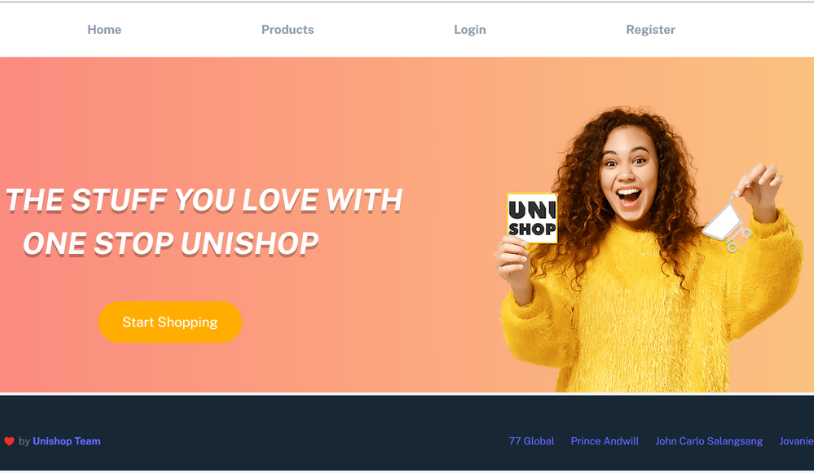 Home Products Login Register
THE STUFF YOU LOVE WITH
ONE STOP UNISHOP
UNI
SHOP
Start Shopping
by Unishop Team 77 Global Prince Andwill John Carlo Salangsang Jovanie